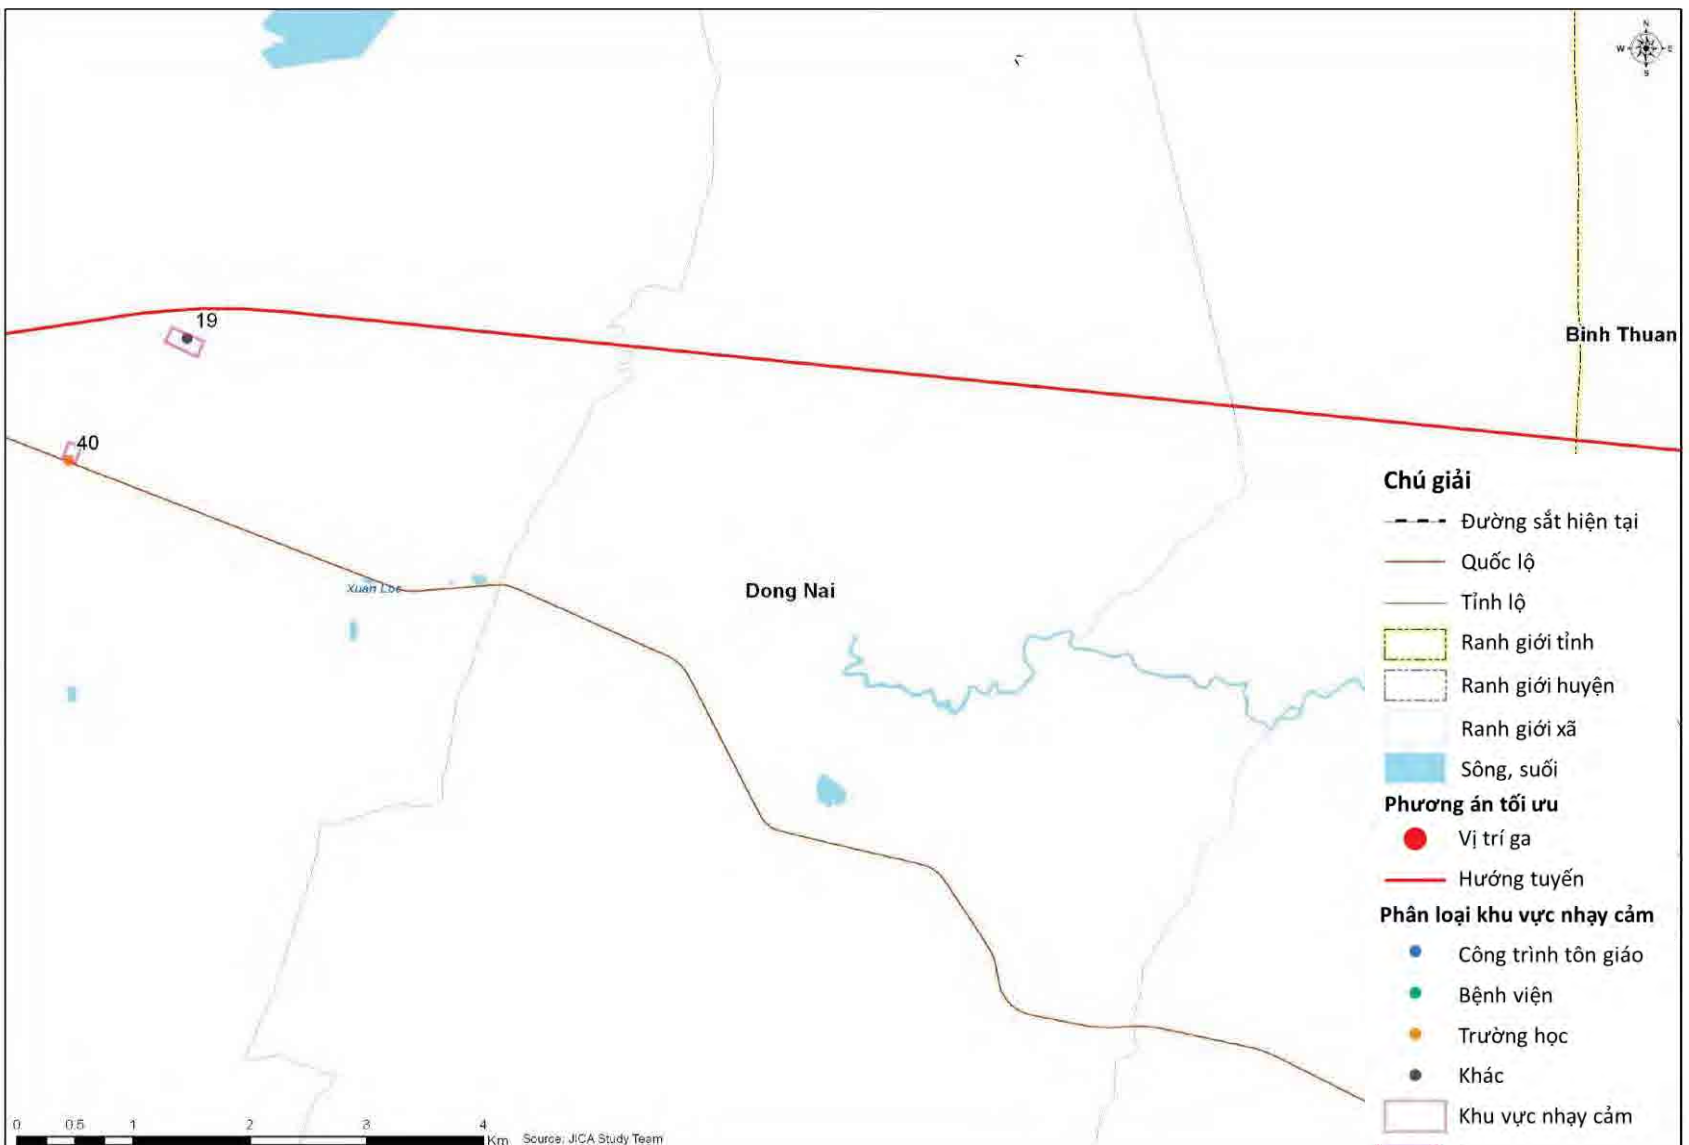 N
W E
S
19
Binh Thuan
40
Chú giải
Đường sắt hiện tại
Quốc lộ
Xuan Loc
Dong Nai
Tỉnh lộ
Ranh giới tỉnh
Ranh giới huyện
Ranh giới xã
Sông, suối
Phương án tối ưu
Vị trí ga
Hướng tuyến
Phân loại khu vực nhạy cảm
Công trình tôn giáo
Bệnh viện
Trường học
Khác
Khu vực nhạy cảm
0 0.5 1 2 3 4
Km Source: JICA Study Team